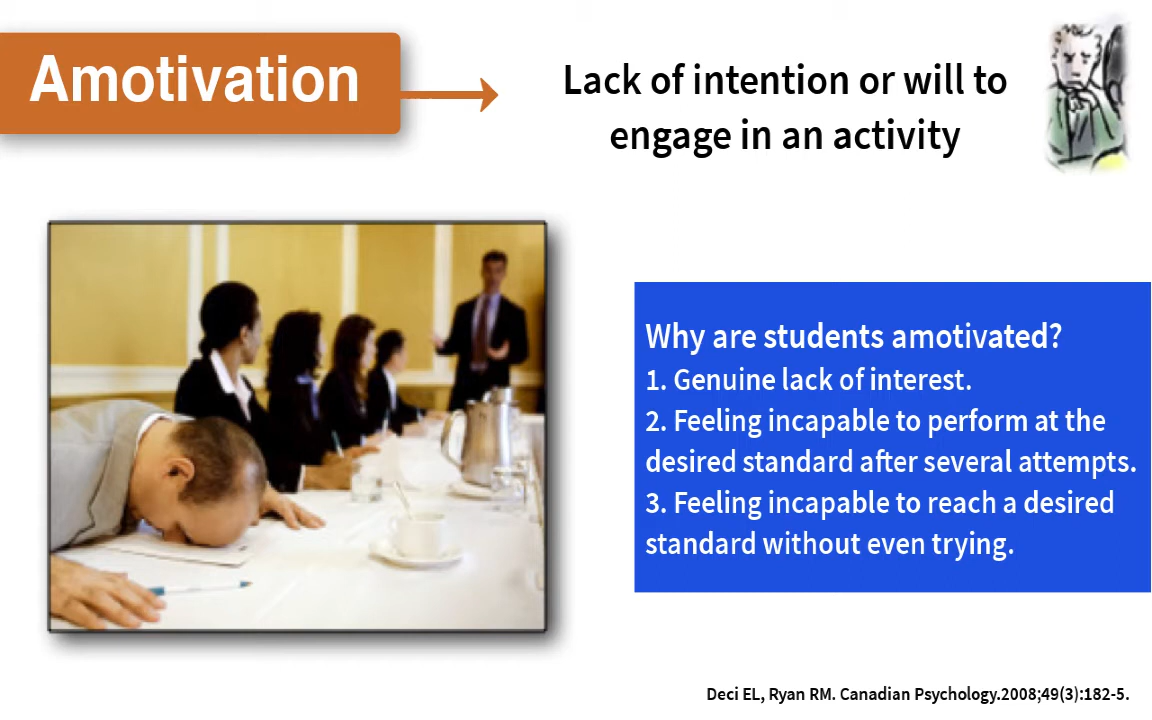 Amotivation
Lack of intention or will to
engage in an activity
Why are students amotivated?
1. Genuine lack of interest.
2. Feeling incapable to perform at the
desired standard after several attempts.
3. Feeling incapable to reach a desired
standard without even trying.
Deci EL, Ryan RM. Canadian Psychology.2008;49(3):182-5.